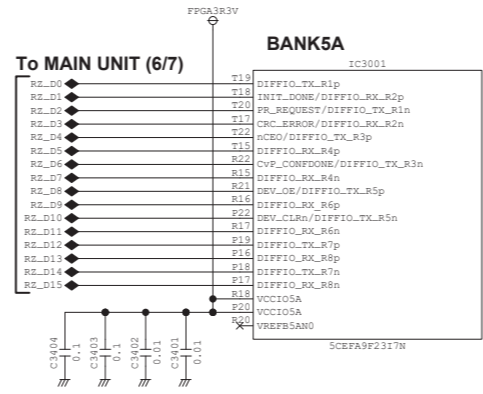 FPGA3R3V
BANK5A
To MAIN UNIT (6/7)
IC3001
RZ_D0 T19 DIFFIO_TX_R1p
RZ_D1 T18 INIT_DONE/DIFFIO_RX_R2p
RZ_D2 T20 PR_REQUEST/DIFFIO_TX_R1n
RZ_D3 T17 CRC_ERROR/DIFFIO_RX_R2n
RZ_D4 T22 nCEO/DIFFIO_TX_R3p
RZ_D5 T15 DIFFIO_RX_R4p
RZ_D6 R22 CvP_CONFDONE/DIFFIO_TX_R3n
RZ_D7 R15 DIFFIO_RX_R4n
RZ_D8 R21 DEV_OE/DIFFIO_TX_R5p
RZ_D9 R16 DIFFIO_RX_R6p
RZ_D10 P22 DEV_CLRn/DIFFIO_TX_R5n
RZ_D11 R17 DIFFIO_RX_R6n
RZ_D12 P19 DIFFIO_TX_R7p
RZ_D13 P16 DIFFIO_RX_R8p
RZ_D14 P18 DIFFIO_TX_R7n
RZ_D15 P17 DIFFIO_RX_R8n
R18 VCCIO5A
P20 VCCIO5A
R20 VREFB5AN0
5CEFA9F23I7N
C3404
0.1
C3403
0.1
C3402
0.01
C3401
0.01